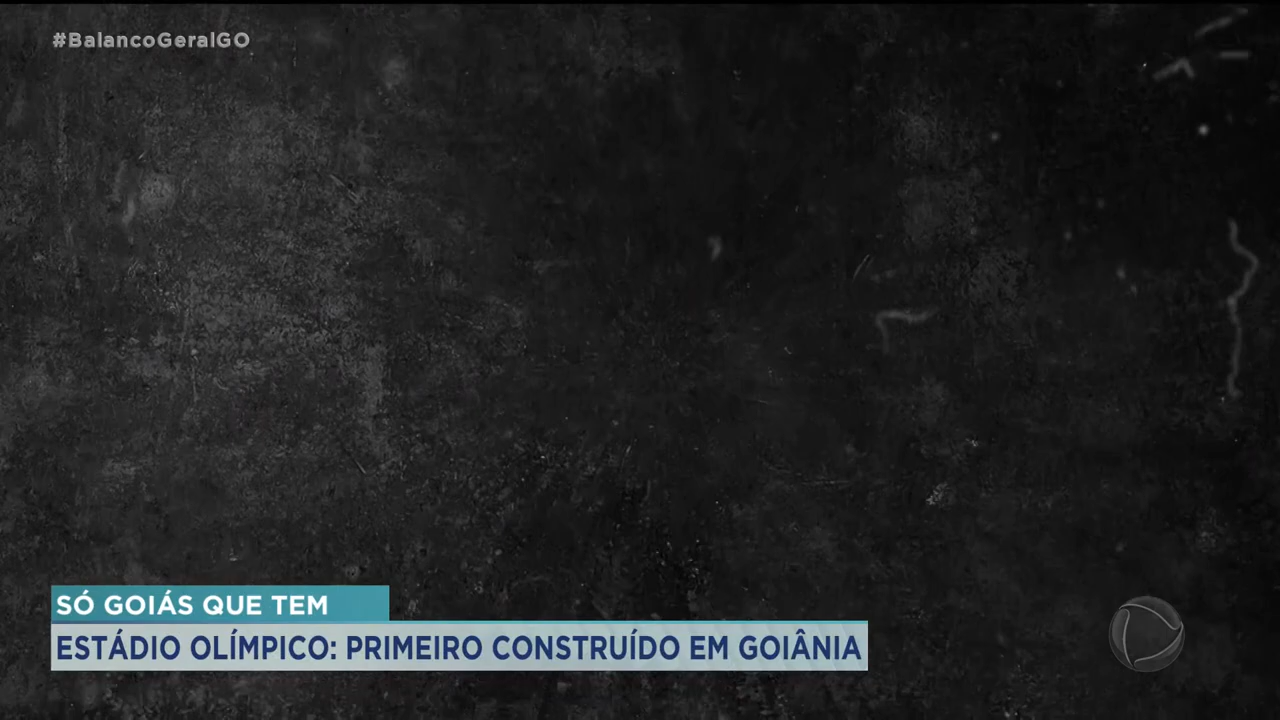 #BalancoGeralGO
SÓ GOIÁS QUE TEM
ESTÁDIO OLÍMPICO: PRIMEIRO CONSTRUÍDO EM GOIÂNIA